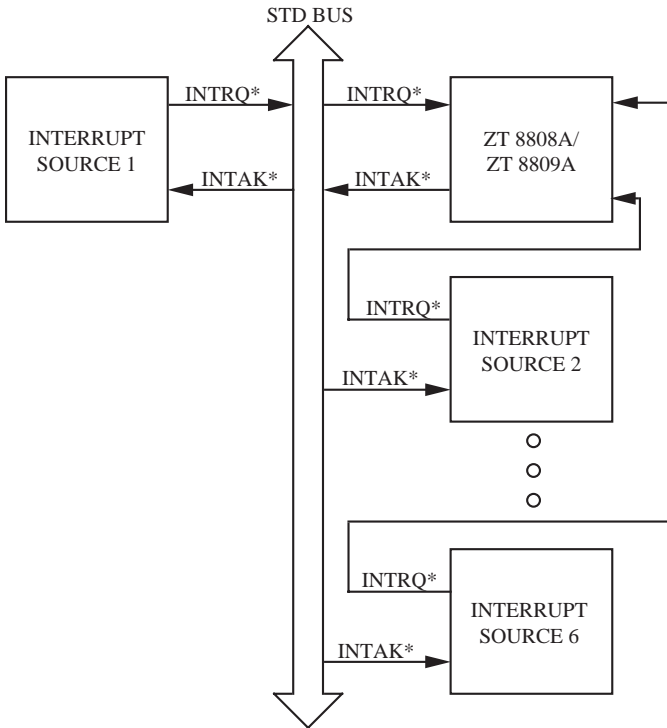 STD BUS
INTRQ*
INTRQ*
INTERRUPT
SOURCE 1
ZT 8808A/
ZT 8809A
INTAK*
INTAK*
INTRQ*
INTERRUPT
SOURCE 2
INTAK*
INTRQ*
INTERRUPT
SOURCE 6
INTAK*